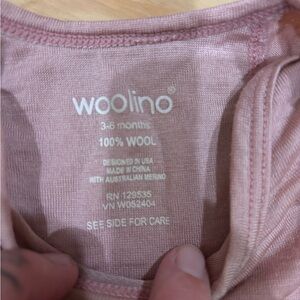 woolino®
3-6 months
100% WOOL
DESIGNED IN USA
MADE IN CHINA
WITH AUSTRALIAN MERINO
RN 129535
VN W0S2404
SEE SIDE FOR CARE